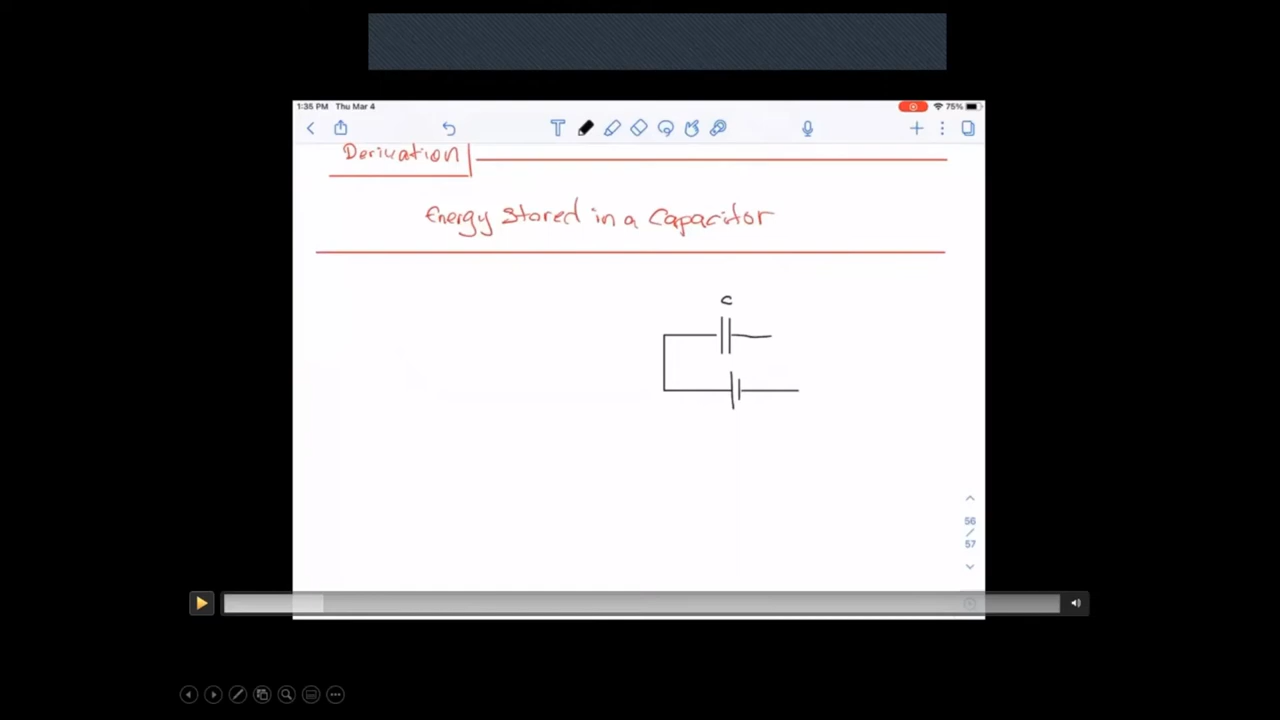 1:35 PM Thu Mar 4
75%
T
Derivation
Energy stored in a Capacitor
C
56
57